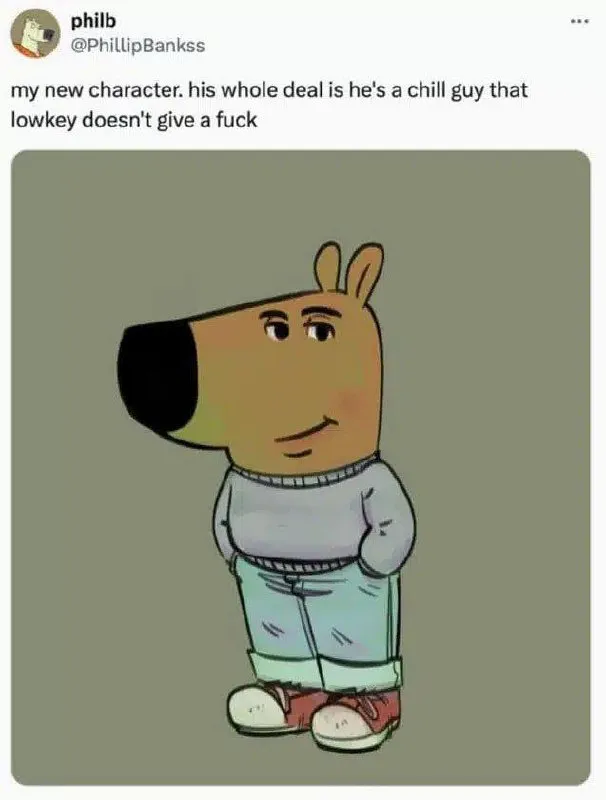 philb
@PhillipBankss
my new character. his whole deal is he's a chill guy that
lowkey doesn't give a fuck